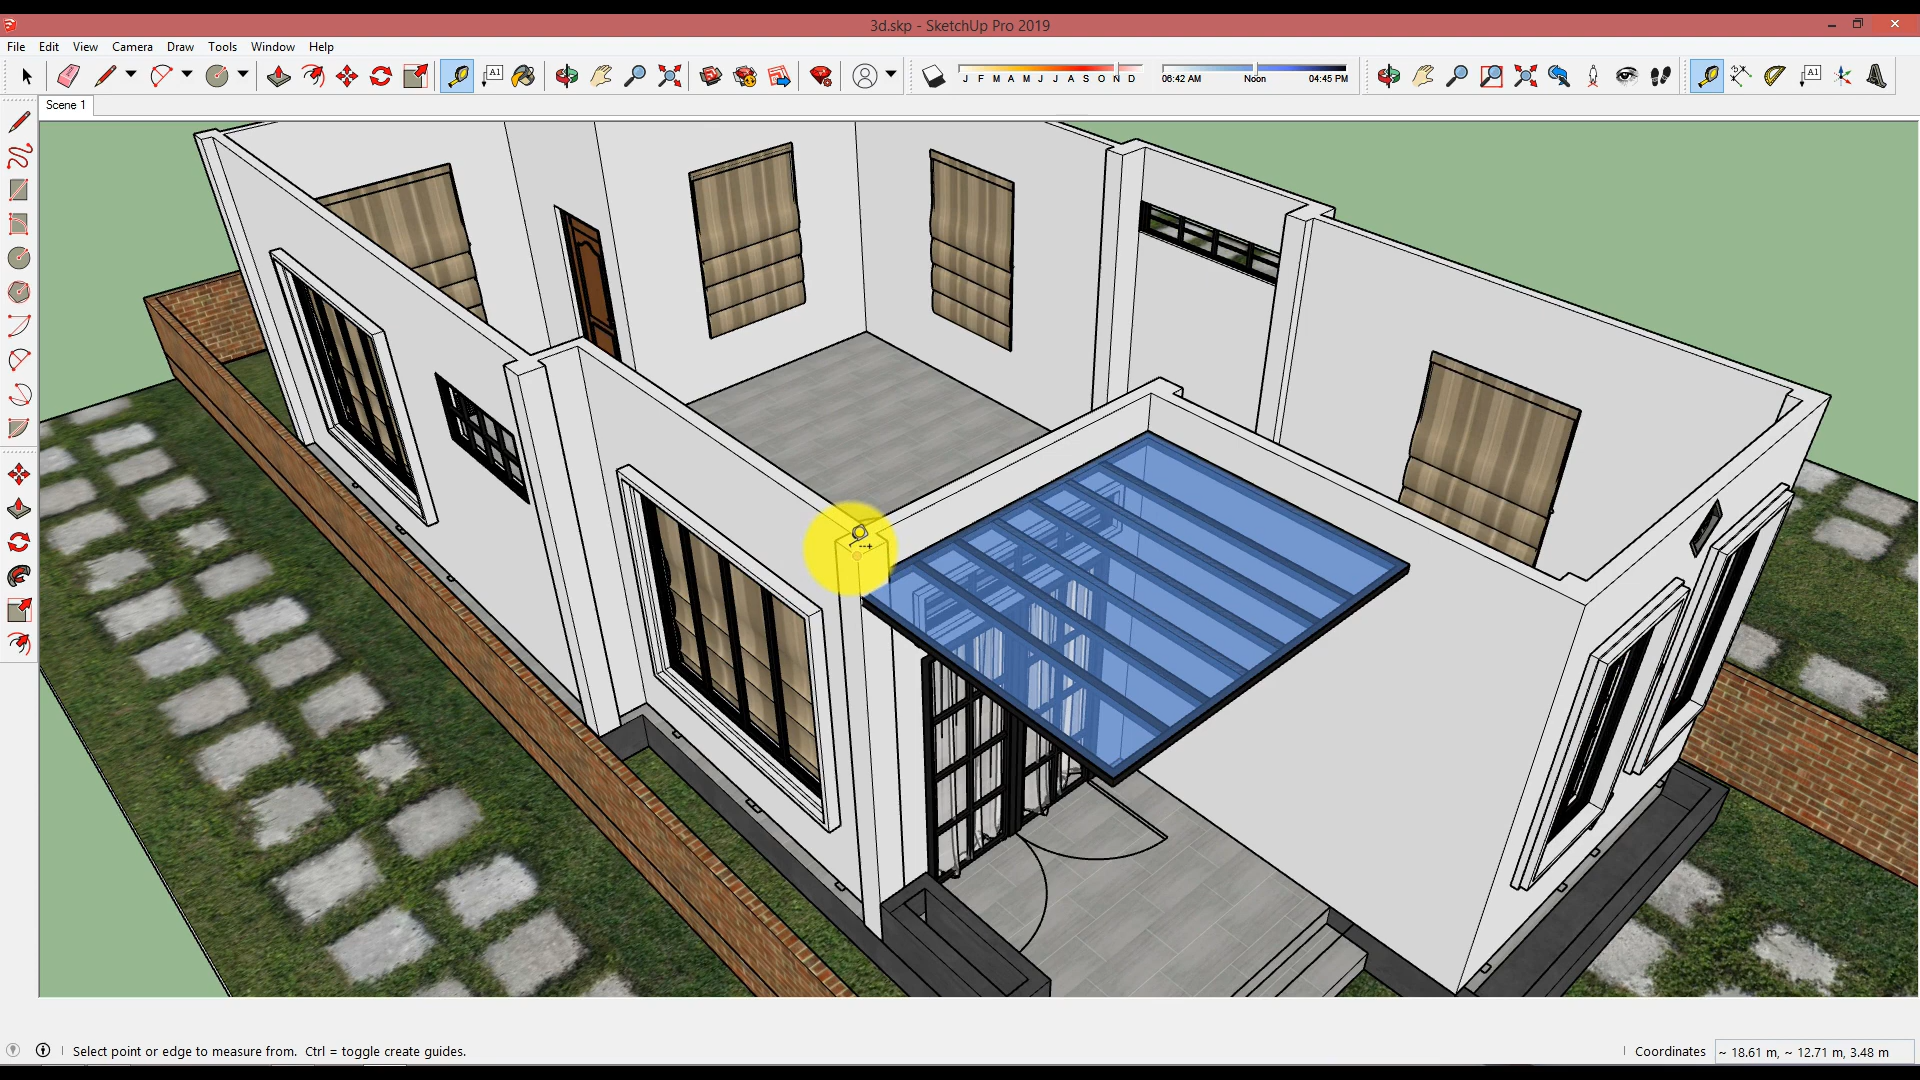 3d.skp - SketchUp Pro 2019
File Edit View Camera Draw Tools Window Help
A1
J F M A M J J A S O N D
06:42 AM Noon 04:45 PM
A1
Scene 1
Select point or edge to measure from. Ctrl = toggle create guides.
Coordinates ~ 18.61 m, ~ 12.71 m, 3.48 m